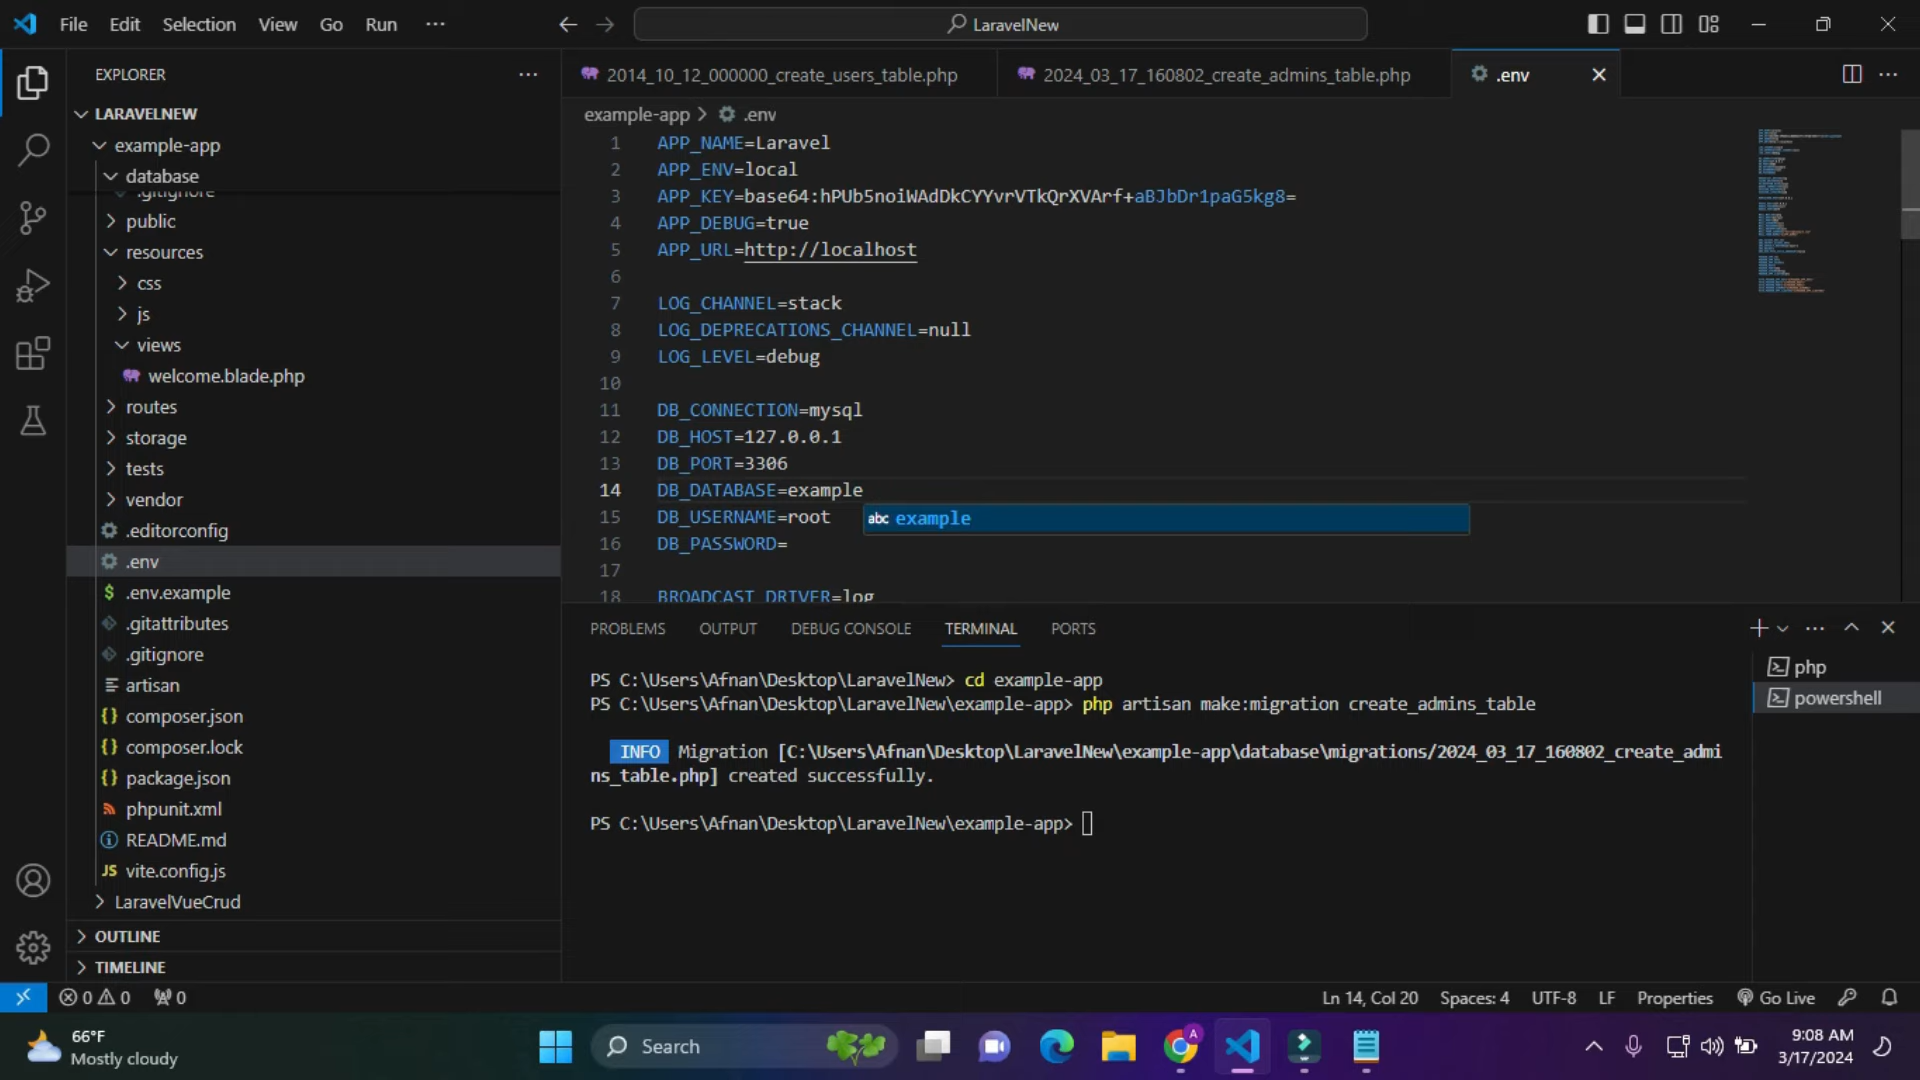 File Edit Selection View Go Run ···
LaravelNew
EXPLORER
LARAVELNEW
example-app
database
.gitignore
public
resources
css
js
views
welcome.blade.php
routes
storage
tests
vendor
.editorconfig
.env
.env.example
.gitattributes
.gitignore
artisan
composer.json
composer.lock
package.json
phpunit.xml
README.md
vite.config.js
LaravelVueCrud
OUTLINE
TIMELINE
2014_10_12_000000_create_users_table.php
2024_03_17_160802_create_admins_table.php
.env
example-app > .env
1 APP_NAME=Laravel
2 APP_ENV=local
3 APP_KEY=base64:hPUb5noiWAdDkCYYvrVTkQrXVArf+aBJbDr1paG5kg8=
4 APP_DEBUG=true
5 APP_URL=http://localhost
6
7 LOG_CHANNEL=stack
8 LOG_DEPRECATIONS_CHANNEL=null
9 LOG_LEVEL=debug
10
11 DB_CONNECTION=mysql
12 DB_HOST=127.0.0.1
13 DB_PORT=3306
14 DB_DATABASE=example
15 DB_USERNAME=root
abc example
16 DB_PASSWORD=
17
18 BROADCAST_DRIVER=log
PROBLEMS OUTPUT DEBUG CONSOLE TERMINAL PORTS
PS C:\Users\Afnan\Desktop\LaravelNew> cd example-app
PS C:\Users\Afnan\Desktop\LaravelNew\example-app> php artisan make:migration create_admins_table
INFO Migration [C:\Users\Afnan\Desktop\LaravelNew\example-app\database\migrations/2024_03_17_160802_create_admi
ns_table.php] created successfully.
PS C:\Users\Afnan\Desktop\LaravelNew\example-app>
php
powershell
0 0 0
Ln 14, Col 20 Spaces: 4 UTF-8 LF Properties Go Live
66°F
Mostly cloudy
Search
9:08 AM
3/17/2024